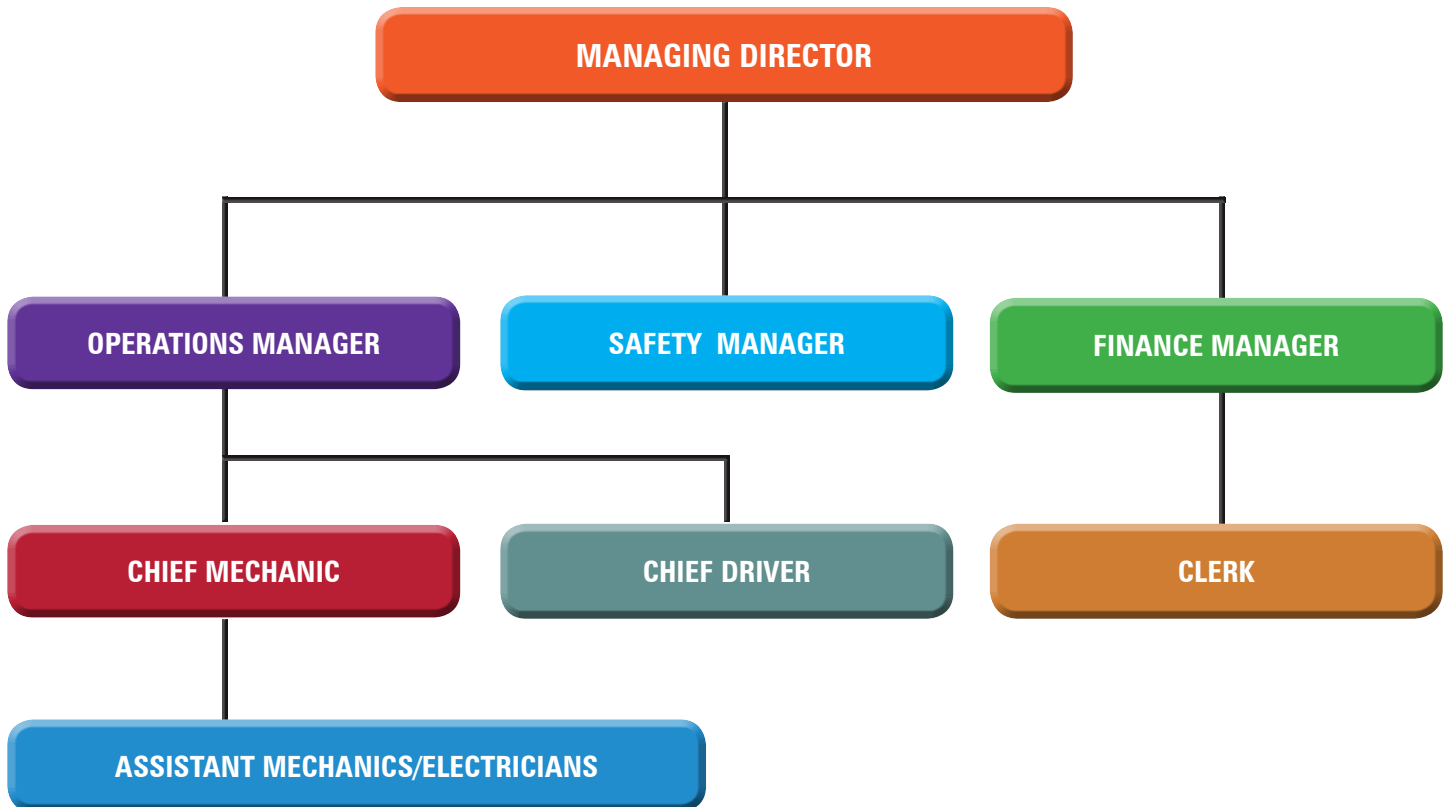 MANAGING DIRECTOR
OPERATIONS MANAGER
SAFETY MANAGER
FINANCE MANAGER
CHIEF MECHANIC
CHIEF DRIVER
CLERK
ASSISTANT MECHANICS/ELECTRICIANS